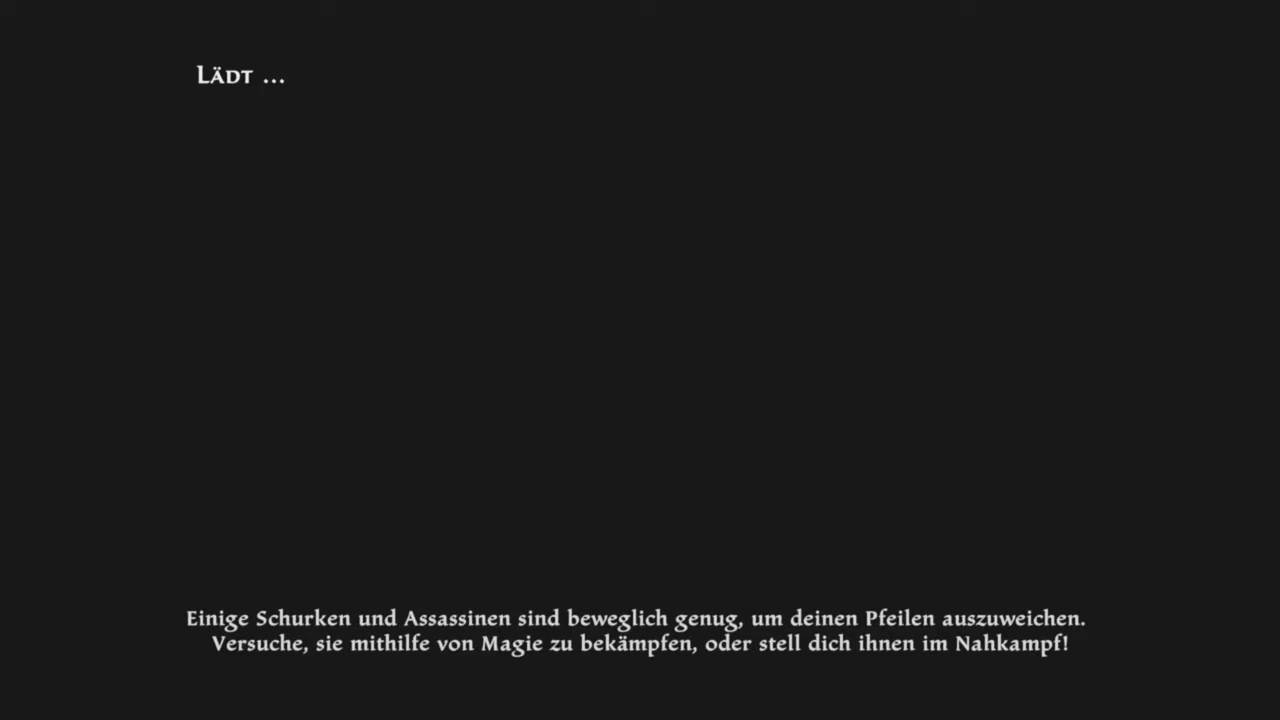 Lädt ...
Einige Schurken und Assassinen sind beweglich genug, um deinen Pfeilen auszuweichen.
Versuche, sie mithilfe von Magie zu bekämpfen, oder stell dich ihnen im Nahkampf!